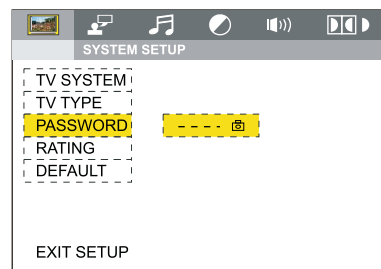 SYSTEM SETUP
TV SYSTEM
TV TYPE
PASSWORD
- - - -
RATING
DEFAULT
EXIT SETUP